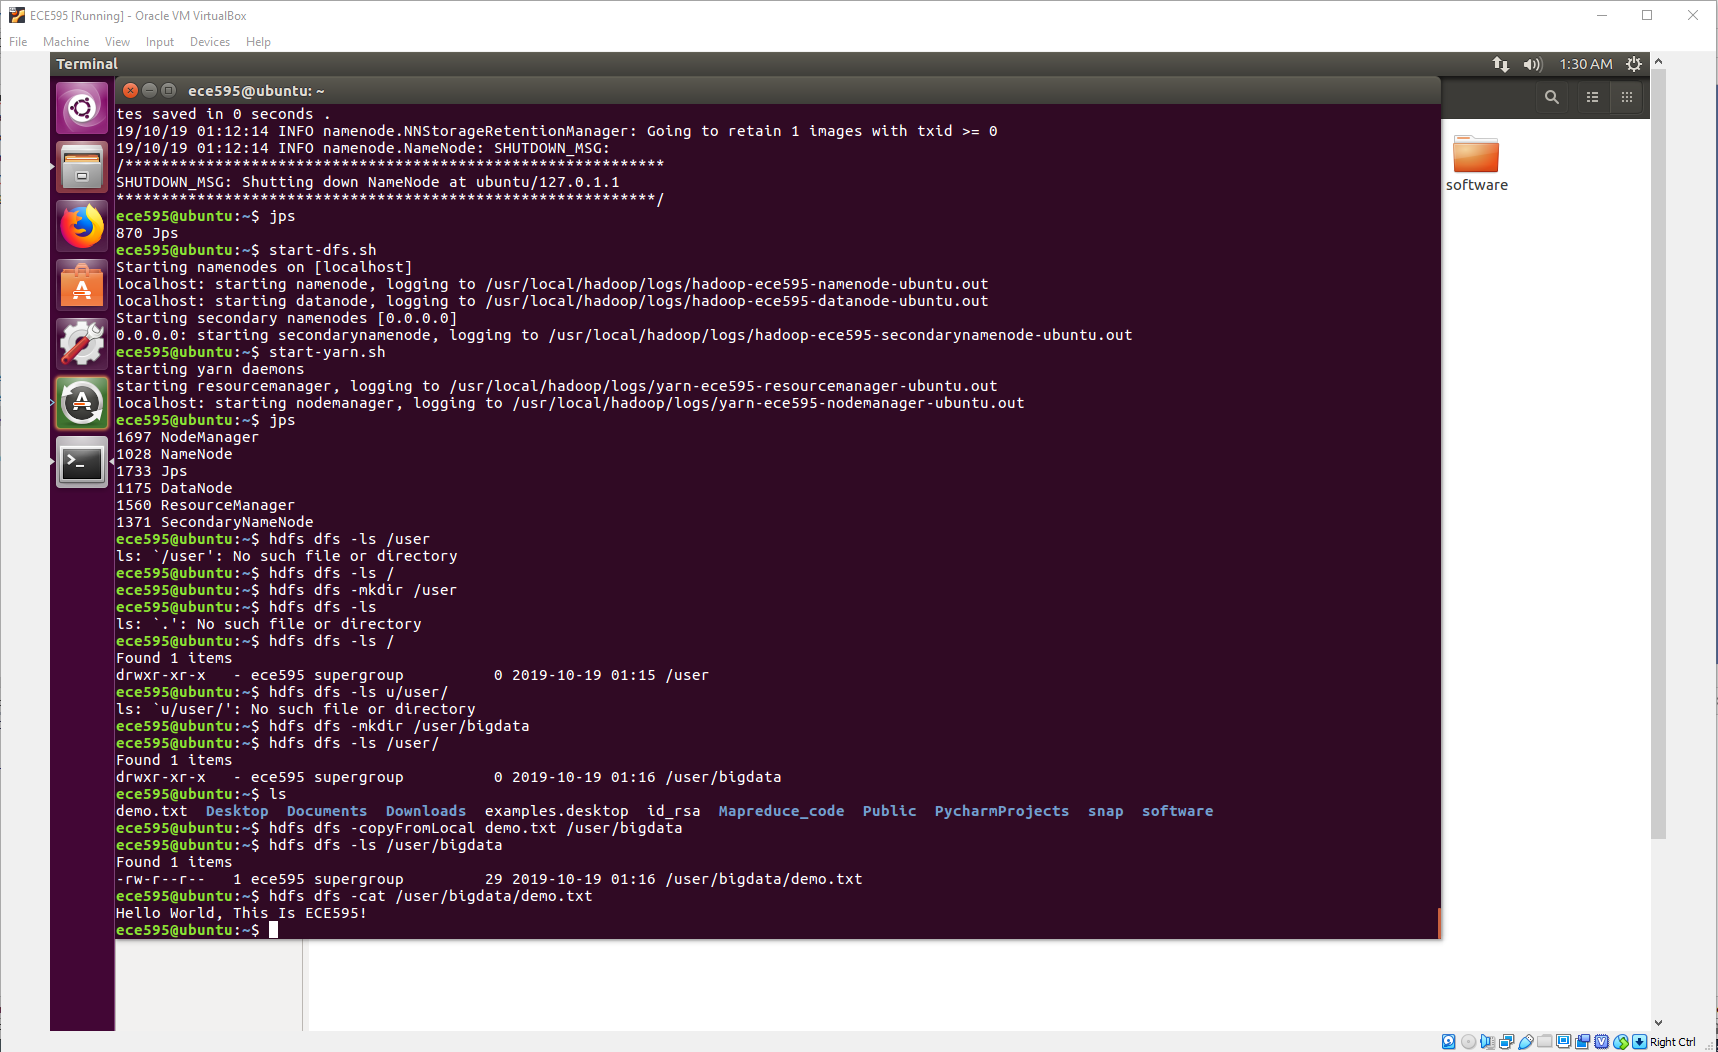 ECE595 [Running] - Oracle VM VirtualBox
File Machine View Input Devices Help
Terminal
1:30 AM
ece595@ubuntu: ~
software
tes saved in 0 seconds .
19/10/19 01:12:14 INFO namenode.NNStorageRetentionManager: Going to retain 1 images with txid >= 0
19/10/19 01:12:14 INFO namenode.NameNode: SHUTDOWN_MSG:
/************************************************************
SHUTDOWN_MSG: Shutting down NameNode at ubuntu/127.0.1.1
************************************************************/
ece595@ubuntu:~$ jps
870 Jps
ece595@ubuntu:~$ start-dfs.sh
Starting namenodes on [localhost]
localhost: starting namenode, logging to /usr/local/hadoop/logs/hadoop-ece595-namenode-ubuntu.out
localhost: starting datanode, logging to /usr/local/hadoop/logs/hadoop-ece595-datanode-ubuntu.out
Starting secondary namenodes [0.0.0.0]
0.0.0.0: starting secondarynamenode, logging to /usr/local/hadoop/logs/hadoop-ece595-secondarynamenode-ubuntu.out
ece595@ubuntu:~$ start-yarn.sh
starting yarn daemons
starting resourcemanager, logging to /usr/local/hadoop/logs/yarn-ece595-resourcemanager-ubuntu.out
localhost: starting nodemanager, logging to /usr/local/hadoop/logs/yarn-ece595-nodemanager-ubuntu.out
ece595@ubuntu:~$ jps
1697 NodeManager
1028 NameNode
1733 Jps
1175 DataNode
1560 ResourceManager
1371 SecondaryNameNode
ece595@ubuntu:~$ hdfs dfs -ls /user
ls: `/user': No such file or directory
ece595@ubuntu:~$ hdfs dfs -ls /
ece595@ubuntu:~$ hdfs dfs -mkdir /user
ece595@ubuntu:~$ hdfs dfs -ls
ls: `.': No such file or directory
ece595@ubuntu:~$ hdfs dfs -ls /
Found 1 items
drwxr-xr-x   - ece595 supergroup          0 2019-10-19 01:15 /user
ece595@ubuntu:~$ hdfs dfs -ls u/user/
ls: `u/user/': No such file or directory
ece595@ubuntu:~$ hdfs dfs -mkdir /user/bigdata
ece595@ubuntu:~$ hdfs dfs -ls /user/
Found 1 items
drwxr-xr-x   - ece595 supergroup          0 2019-10-19 01:16 /user/bigdata
ece595@ubuntu:~$ ls
demo.txt  Desktop  Documents  Downloads  examples.desktop  id_rsa  Mapreduce_code  Public  PycharmProjects  snap  software
ece595@ubuntu:~$ hdfs dfs -copyFromLocal demo.txt /user/bigdata
ece595@ubuntu:~$ hdfs dfs -ls /user/bigdata
Found 1 items
-rw-r--r--   1 ece595 supergroup         29 2019-10-19 01:16 /user/bigdata/demo.txt
ece595@ubuntu:~$ hdfs dfs -cat /user/bigdata/demo.txt
Hello World, This Is ECE595!
ece595@ubuntu:~$
Right Ctrl